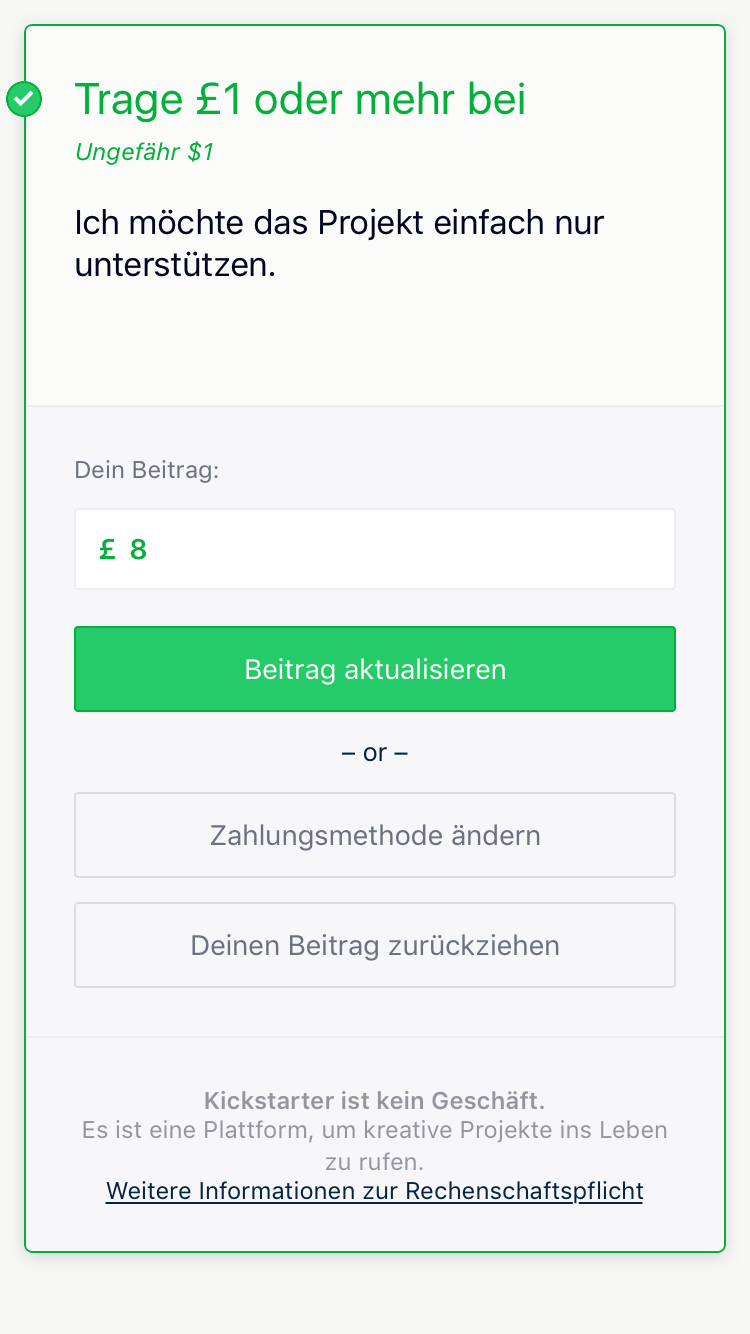 Trage £1 oder mehr bei
Ungefähr $1
Ich möchte das Projekt einfach nur
unterstützen.
Dein Beitrag:
£ 8
Beitrag aktualisieren
– or –
Zahlungsmethode ändern
Deinen Beitrag zurückziehen
Kickstarter ist kein Geschäft.
Es ist eine Plattform, um kreative Projekte ins Leben
zu rufen.
Weitere Informationen zur Rechenschaftspflicht